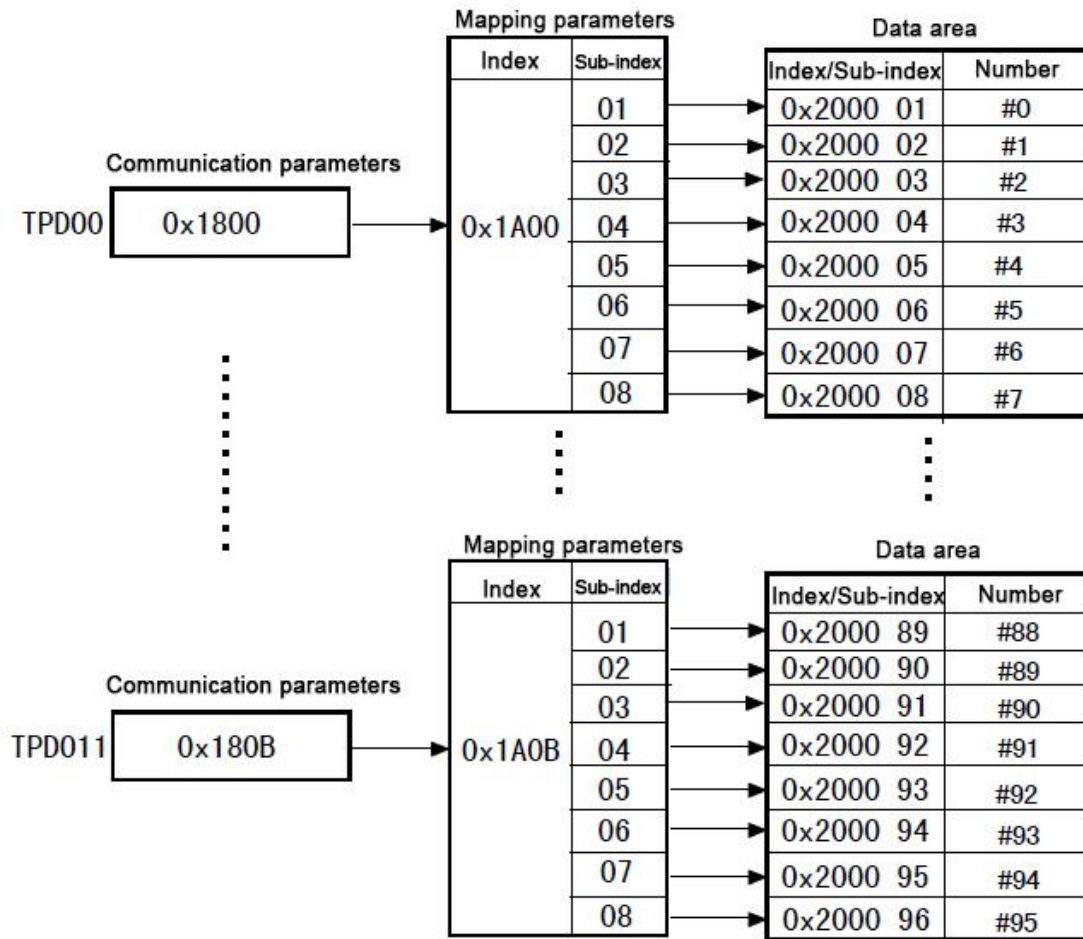 Mapping parameters
Data area
Index Sub-index
Index/Sub-index Number
01 0x2000 01 #0
02 0x2000 02 #1
Communication parameters
03 0x2000 03 #2
TPDO0 0x1800 0x1A00 04 0x2000 04 #3
05 0x2000 05 #4
06 0x2000 06 #5
07 0x2000 07 #6
08 0x2000 08 #7
Mapping parameters
Data area
Index Sub-index
Index/Sub-index Number
01 0x2000 89 #88
02 0x2000 90 #89
Communication parameters
03 0x2000 91 #90
TPDO11 0x180B 0x1A0B 04 0x2000 92 #91
05 0x2000 93 #92
06 0x2000 94 #93
07 0x2000 95 #94
08 0x2000 96 #95